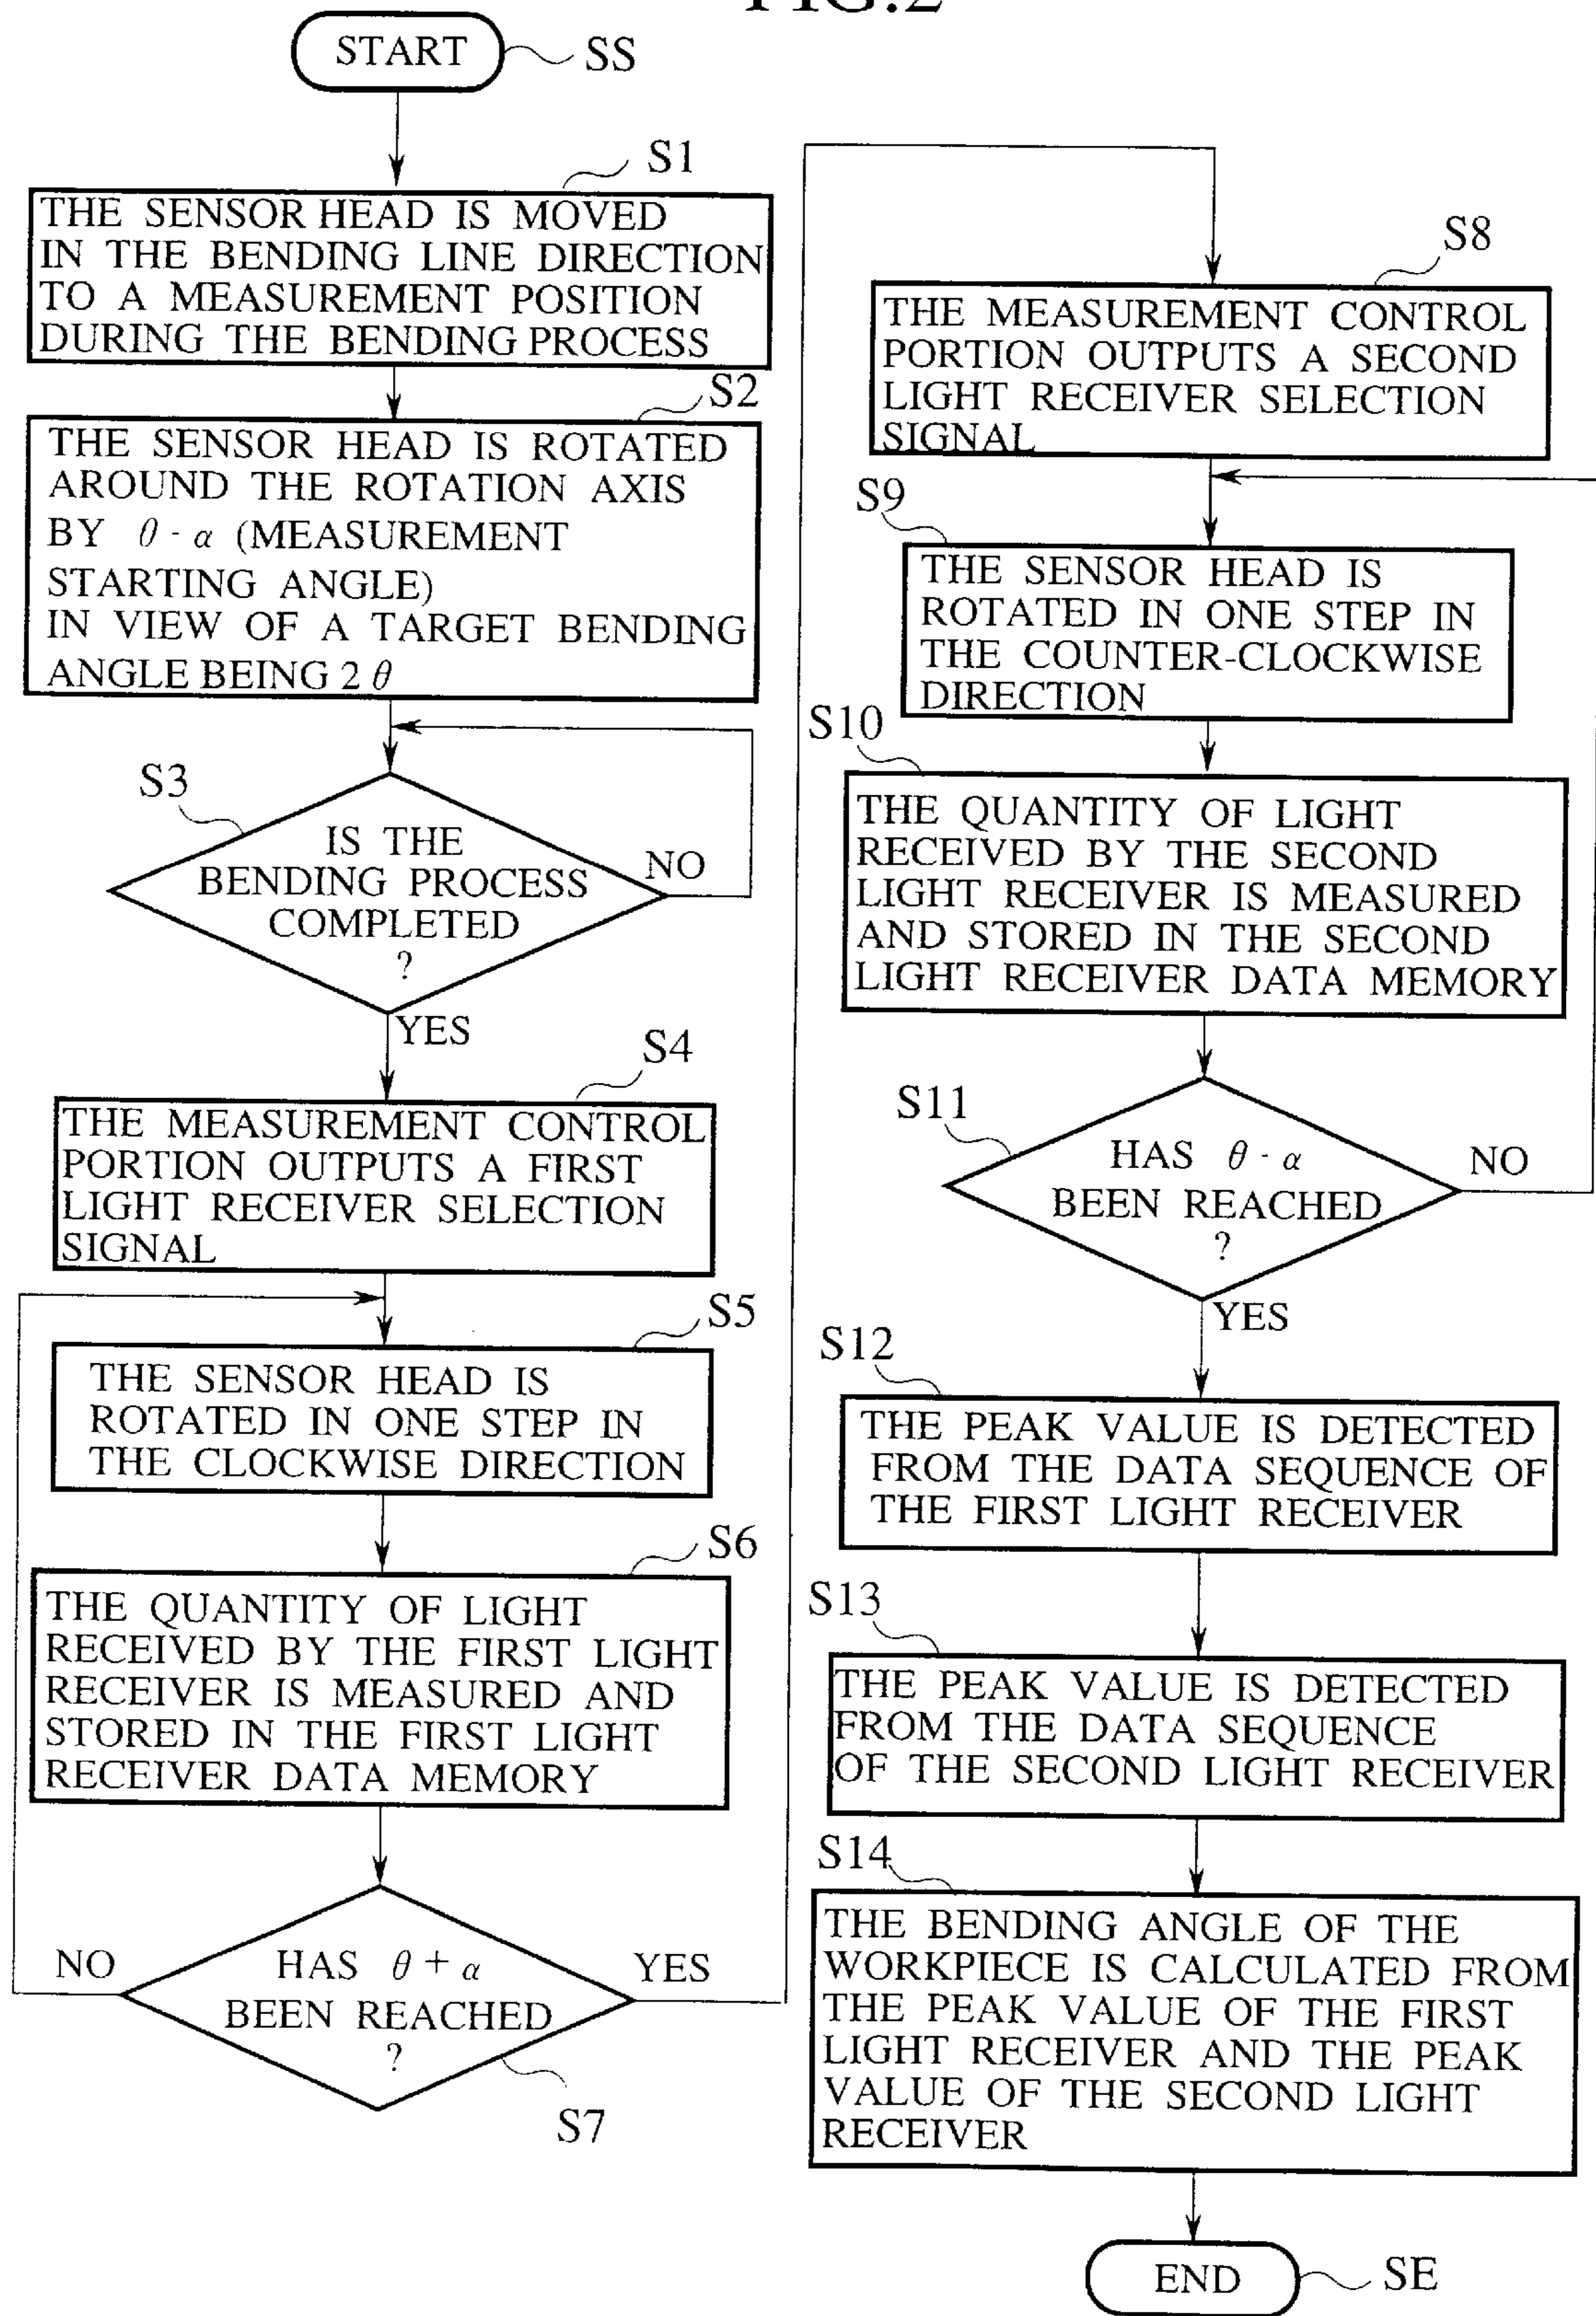 FIG.2
START
SS
S1
THE SENSOR HEAD IS MOVED
IN THE BENDING LINE DIRECTION
TO A MEASUREMENT POSITION
DURING THE BENDING PROCESS
S2
THE SENSOR HEAD IS ROTATED
AROUND THE ROTATION AXIS
BY θ - α (MEASUREMENT
STARTING ANGLE)
IN VIEW OF A TARGET BENDING
ANGLE BEING 2 θ
S3
IS THE
BENDING PROCESS
COMPLETED
?
NO
YES
S4
THE MEASUREMENT CONTROL
PORTION OUTPUTS A FIRST
LIGHT RECEIVER SELECTION
SIGNAL
S5
THE SENSOR HEAD IS
ROTATED IN ONE STEP IN
THE CLOCKWISE DIRECTION
S6
THE QUANTITY OF LIGHT
RECEIVED BY THE FIRST LIGHT
RECEIVER IS MEASURED AND
STORED IN THE FIRST LIGHT
RECEIVER DATA MEMORY
NO
HAS θ + α
BEEN REACHED
?
YES
S7
S8
THE MEASUREMENT CONTROL
PORTION OUTPUTS A SECOND
LIGHT RECEIVER SELECTION
SIGNAL
S9
THE SENSOR HEAD IS
ROTATED IN ONE STEP IN
THE COUNTER-CLOCKWISE
DIRECTION
S10
THE QUANTITY OF LIGHT
RECEIVED BY THE SECOND
LIGHT RECEIVER IS MEASURED
AND STORED IN THE SECOND
LIGHT RECEIVER DATA MEMORY
S11
HAS θ - α
BEEN REACHED
?
NO
YES
S12
THE PEAK VALUE IS DETECTED
FROM THE DATA SEQUENCE OF
THE FIRST LIGHT RECEIVER
S13
THE PEAK VALUE IS DETECTED
FROM THE DATA SEQUENCE
OF THE SECOND LIGHT RECEIVER
S14
THE BENDING ANGLE OF THE
WORKPIECE IS CALCULATED FROM
THE PEAK VALUE OF THE FIRST
LIGHT RECEIVER AND THE PEAK
VALUE OF THE SECOND LIGHT
RECEIVER
END
SE